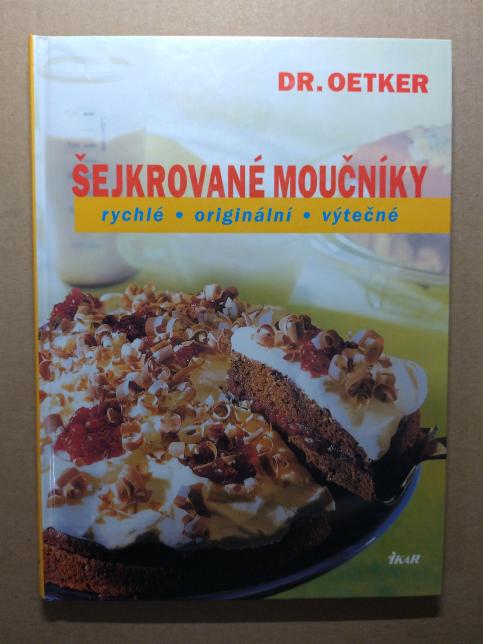 DR. OETKER
ŠEJKROVANÉ MOUČNÍKY
rychlé • originální • výtečné
IKAR